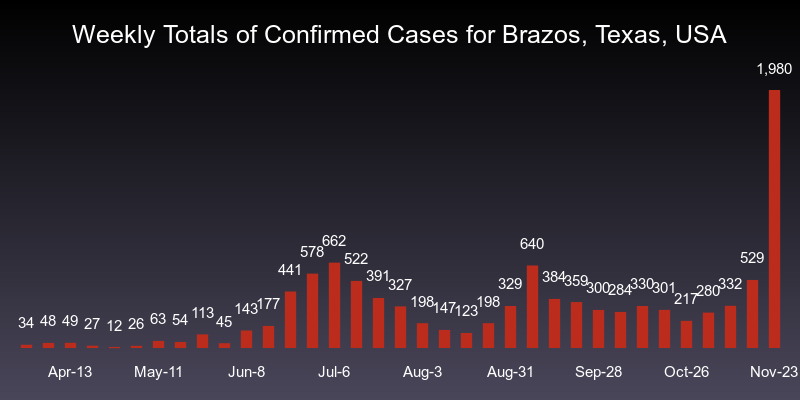 Weekly Totals of Confirmed Cases for Brazos, Texas, USA
34 48 49 27 12 26 63 54 113 45 143 177 441 578 662 522 391 327 198 147 123 198 329 640 384 359 300 284 330 301 217 280 332 529 1,980
Apr-13 May-11 Jun-8 Jul-6 Aug-3 Aug-31 Sep-28 Oct-26 Nov-23